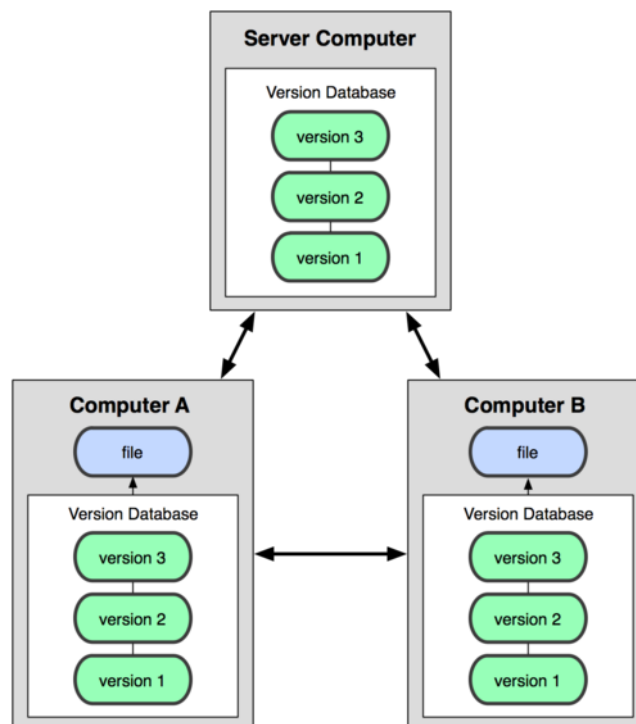 Server Computer
Version Database
version 3
version 2
version 1
Computer A
file
Version Database
version 3
version 2
version 1
Computer B
file
Version Database
version 3
version 2
version 1